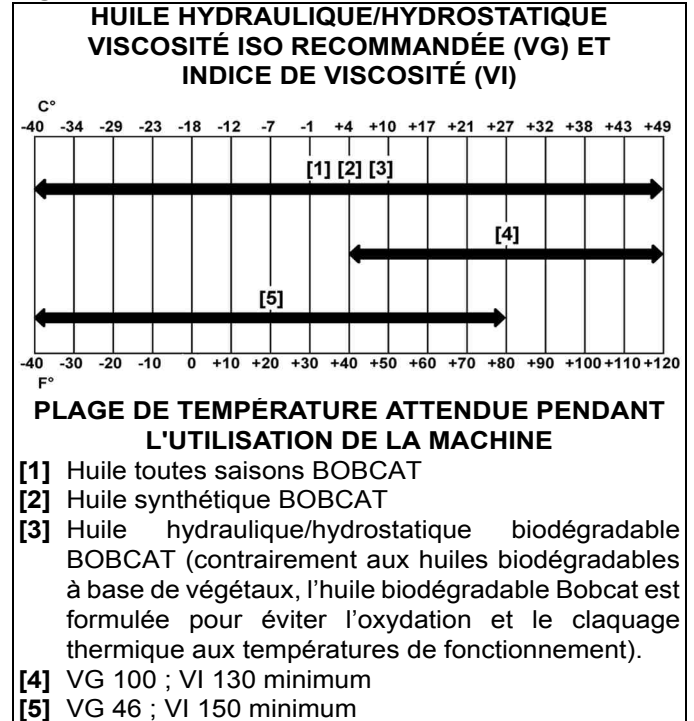 HUILE HYDRAULIQUE/HYDROSTATIQUE
VISCOSITÉ ISO RECOMMANDÉE (VG) ET
INDICE DE VISCOSITÉ (VI)
C°
-40 -34 -29 -23 -18 -12 -7 -1 +4 +10 +17 +21 +27 +32 +38 +43 +49
[1] [2] [3]
[4]
[5]
-40 -30 -20 -10 0 +10 +20 +30 +40 +50 +60 +70 +80 +90 +100 +110 +120
F°
PLAGE DE TEMPÉRATURE ATTENDUE PENDANT
L'UTILISATION DE LA MACHINE
[1] Huile toutes saisons BOBCAT
[2] Huile synthétique BOBCAT
[3] Huile hydraulique/hydrostatique biodégradable
BOBCAT (contrairement aux huiles biodégradables
à base de végétaux, l’huile biodégradable Bobcat est
formulée pour éviter l’oxydation et le claquage
thermique aux températures de fonctionnement).
[4] VG 100 ; VI 130 minimum
[5] VG 46 ; VI 150 minimum